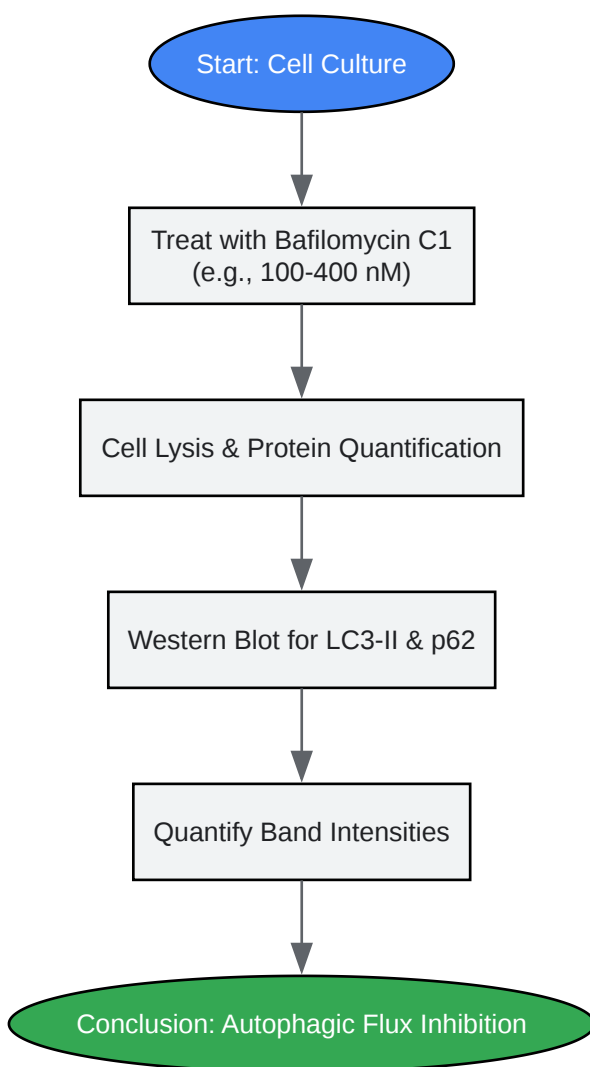 Start: Cell Culture
Treat with Bafilomycin C1
(e.g., 100-400 nM)
Cell Lysis & Protein Quantification
Western Blot for LC3-II & p62
Quantify Band Intensities
Conclusion: Autophagic Flux Inhibition